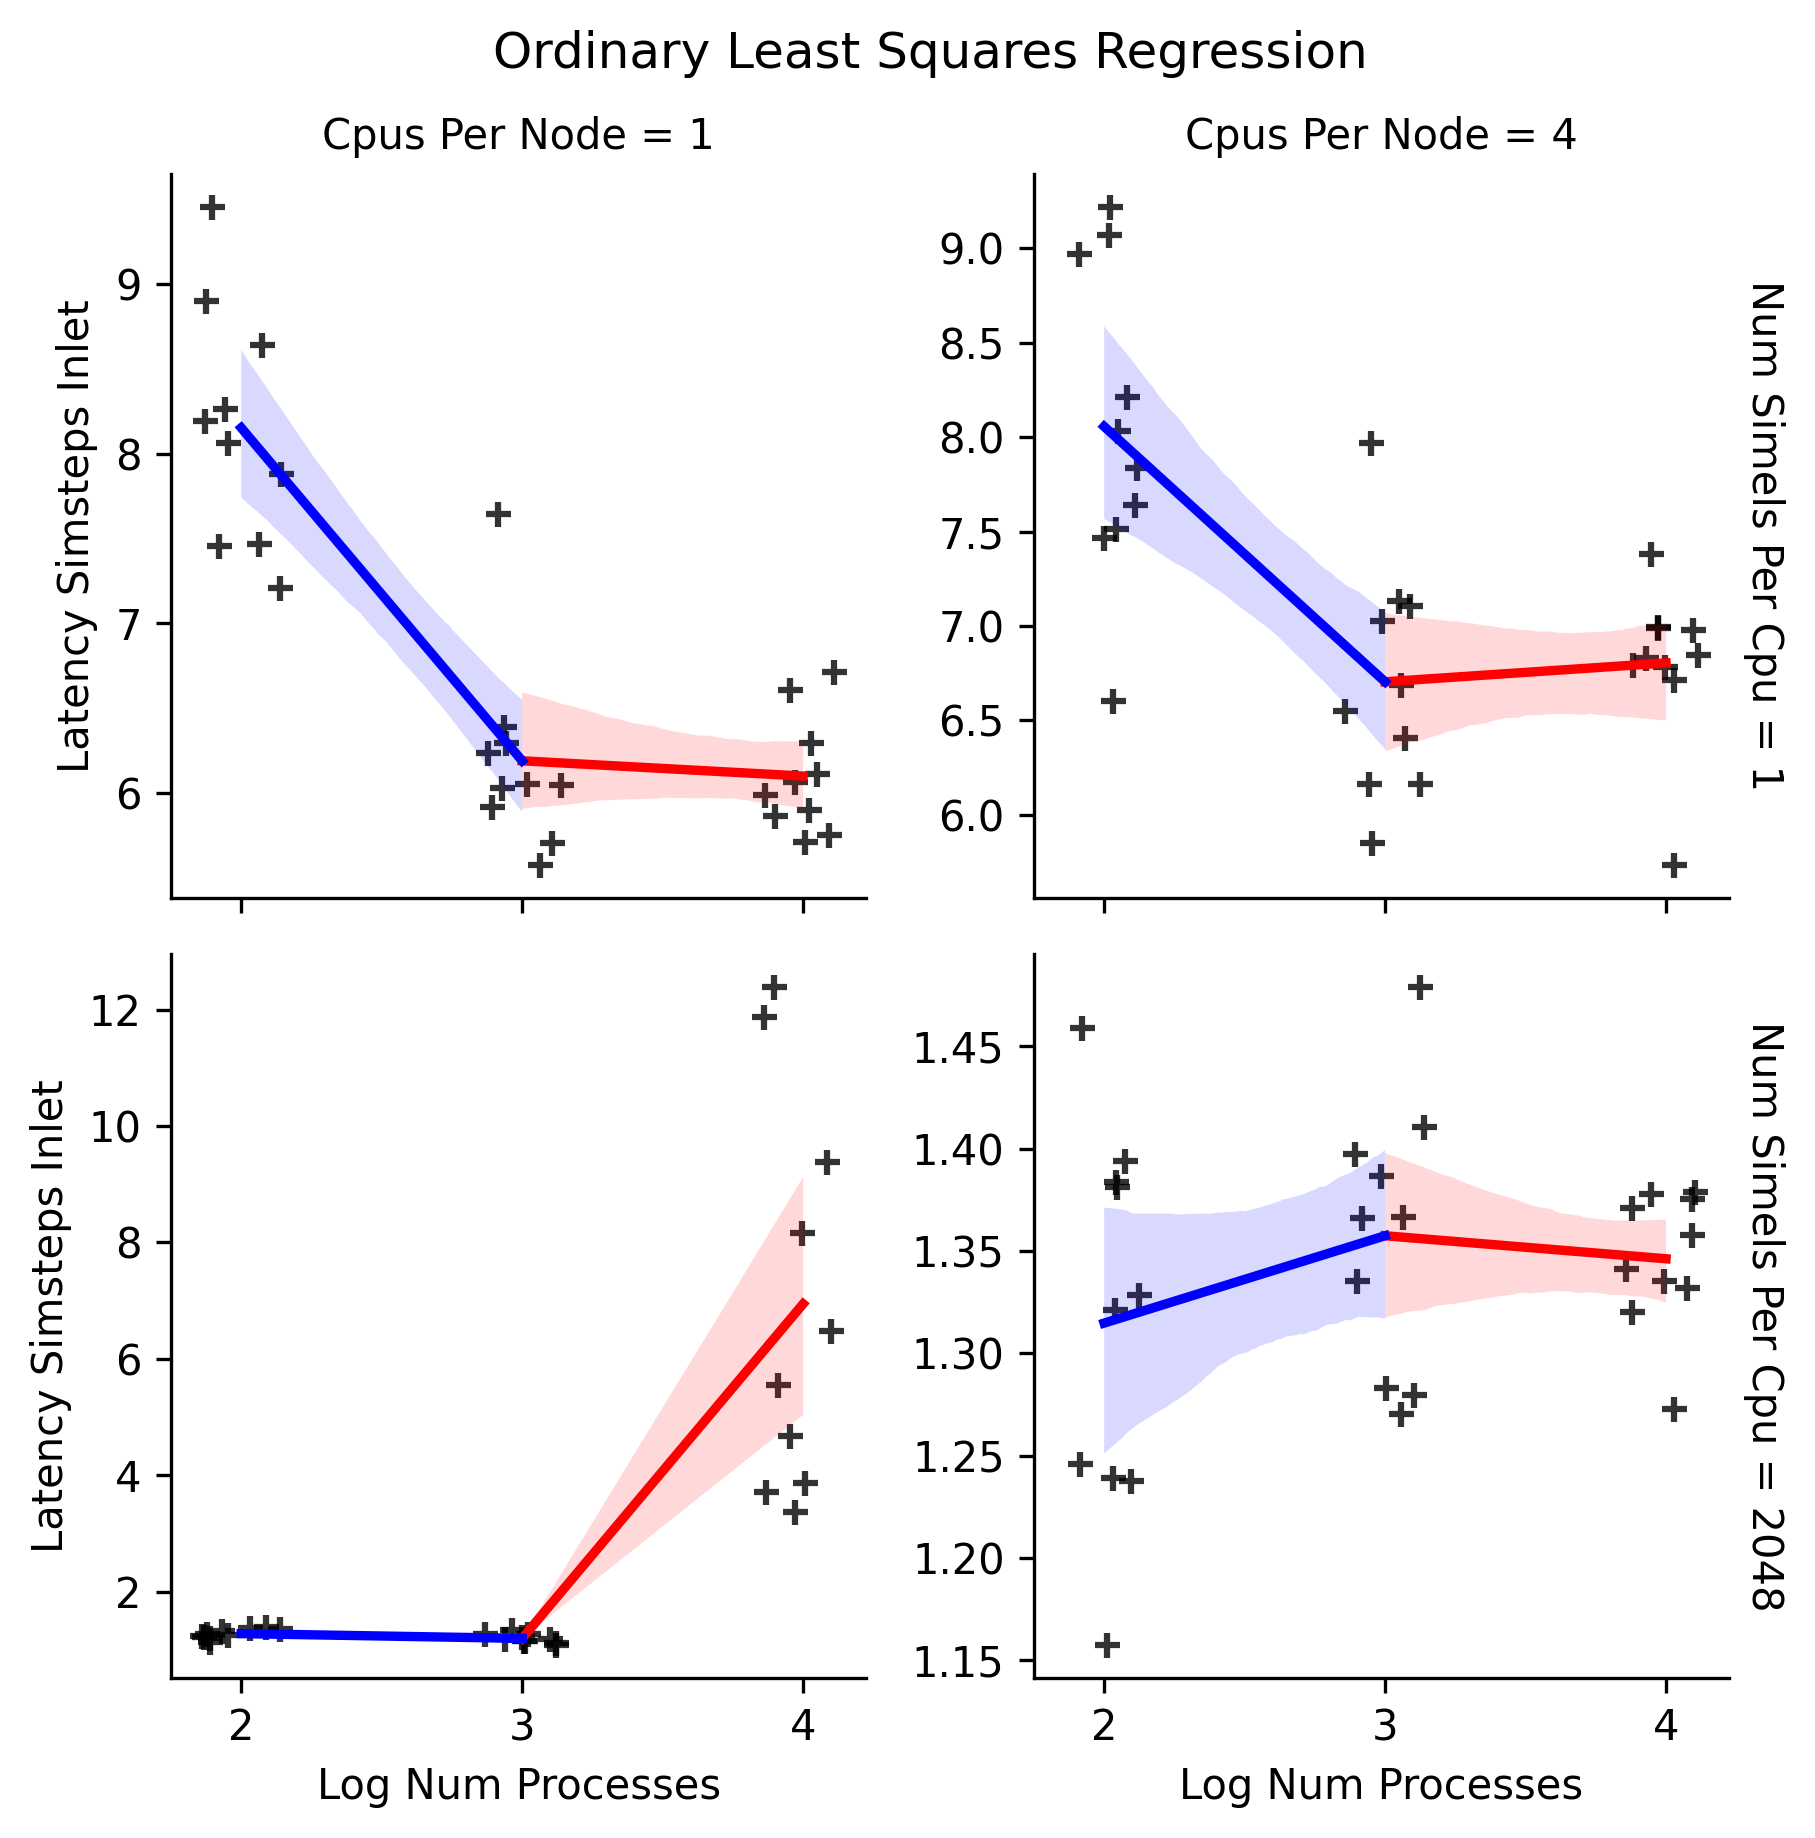 Ordinary Least Squares Regression
Cpus Per Node = 1
Cpus Per Node = 4
Latency Simsteps Inlet
9
8
7
6
9.0
8.5
8.0
7.5
7.0
6.5
6.0
Num Simels Per Cpu = 1
Latency Simsteps Inlet
12
10
8
6
4
2
1.45
1.40
1.35
1.30
1.25
1.20
1.15
Num Simels Per Cpu = 2048
2 3 4
2 3 4
Log Num Processes
Log Num Processes